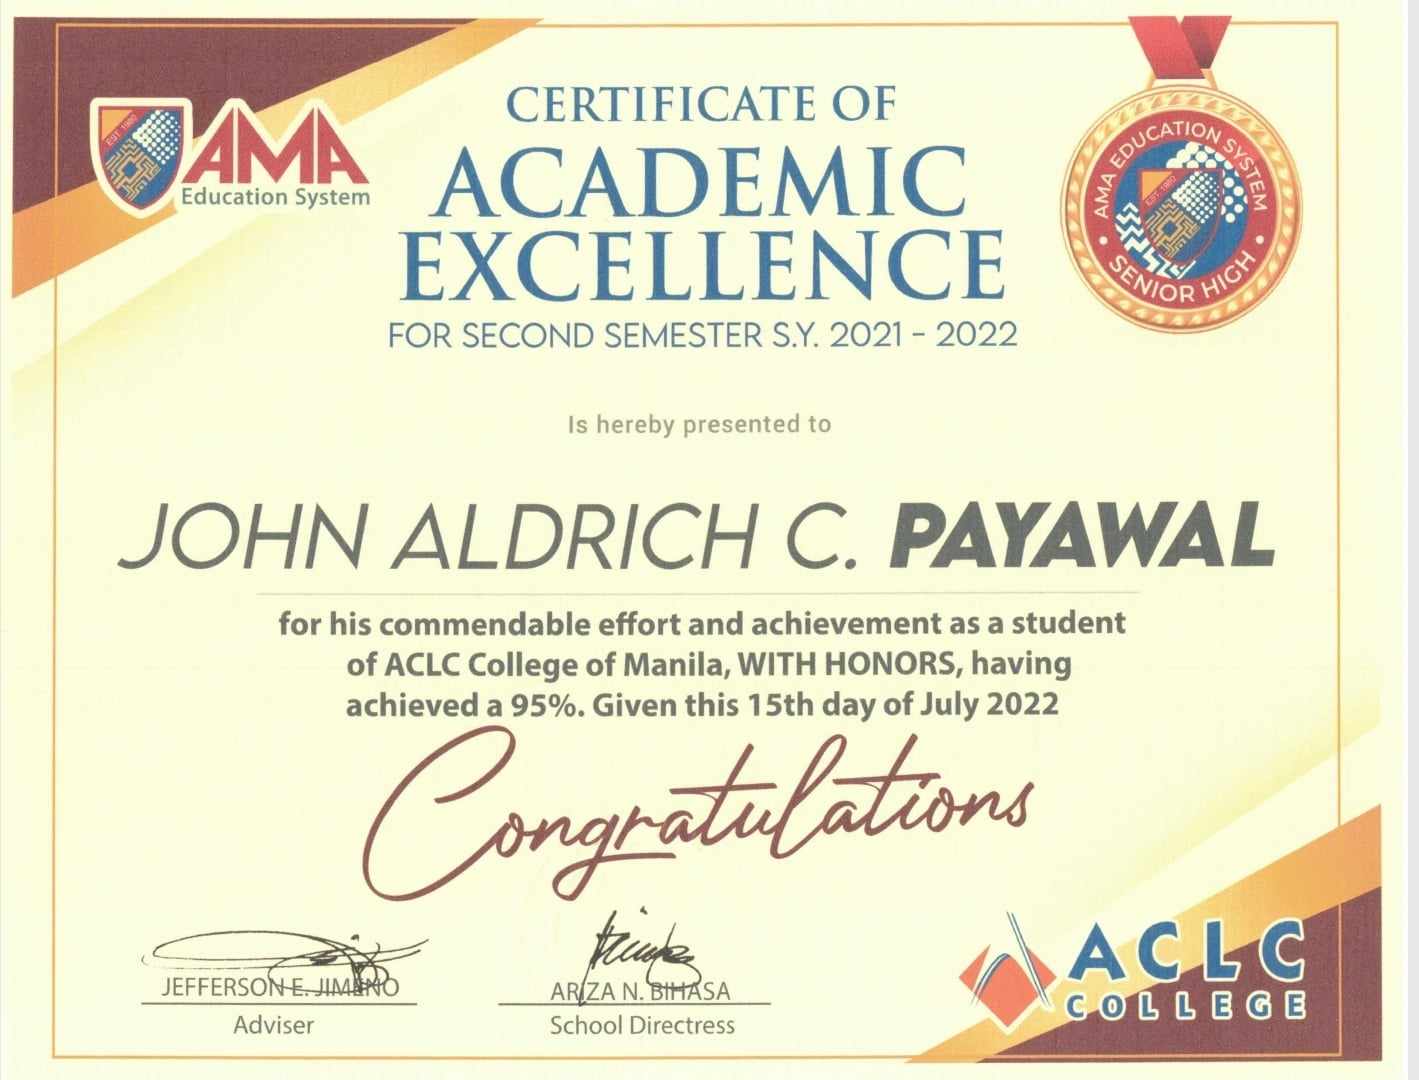 EST. 1980
AMA
Education System
CERTIFICATE OF
ACADEMIC
EXCELLENCE
FOR SECOND SEMESTER S.Y. 2021 - 2022
AMA EDUCATION SYSTEM
EST. 1980
SENIOR HIGH
Is hereby presented to
JOHN ALDRICH C. PAYAWAL
for his commendable effort and achievement as a student
of ACLC College of Manila, WITH HONORS, having
achieved a 95%. Given this 15th day of July 2022
Congratulations
JEFFERSON E. JIMENO
Adviser
ARIZA N. BIHASA
School Directress
ACLC
COLLEGE